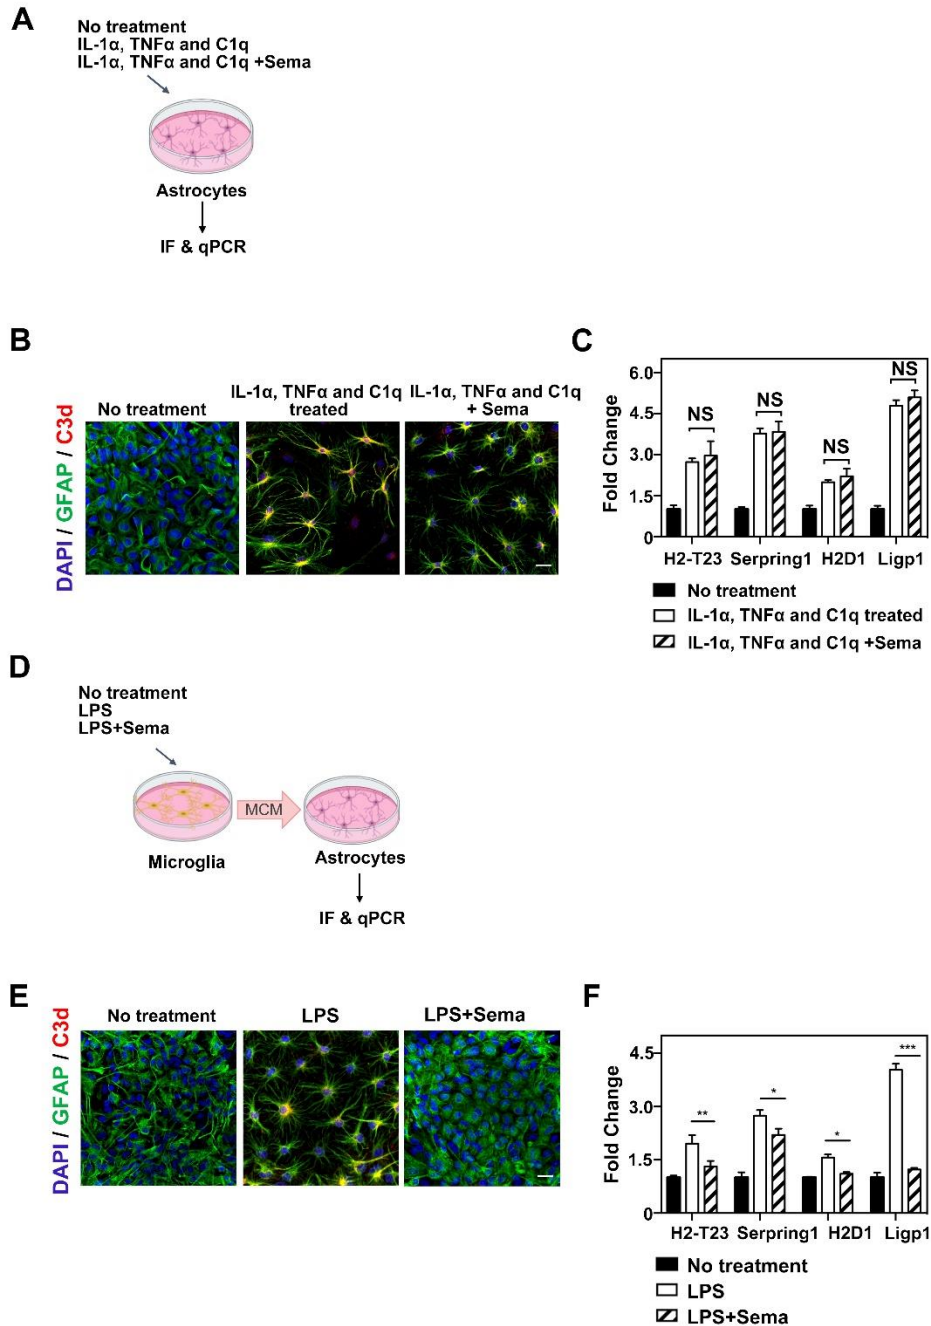 A
No treatment
IL-1α, TNFα and C1q
IL-1α, TNFα and C1q +Sema
Astrocytes
IF & qPCR
B
DAPI / GFAP / C3d
No treatment
IL-1α, TNFα and C1q
treated
IL-1α, TNFα and C1q
+ Sema
C
Fold Change
6.0
4.5
3.0
1.5
0
NS
NS
NS
NS
H2-T23
Serpring1
H2D1
Ligp1
No treatment
IL-1α, TNFα and C1q treated
IL-1α, TNFα and C1q +Sema
D
No treatment
LPS
LPS+Sema
MCM
Microglia
Astrocytes
IF & qPCR
E
DAPI / GFAP / C3d
No treatment
LPS
LPS+Sema
F
Fold Change
4.5
3.0
1.5
0
**
*
*
***
H2-T23
Serpring1
H2D1
Ligp1
No treatment
LPS
LPS+Sema